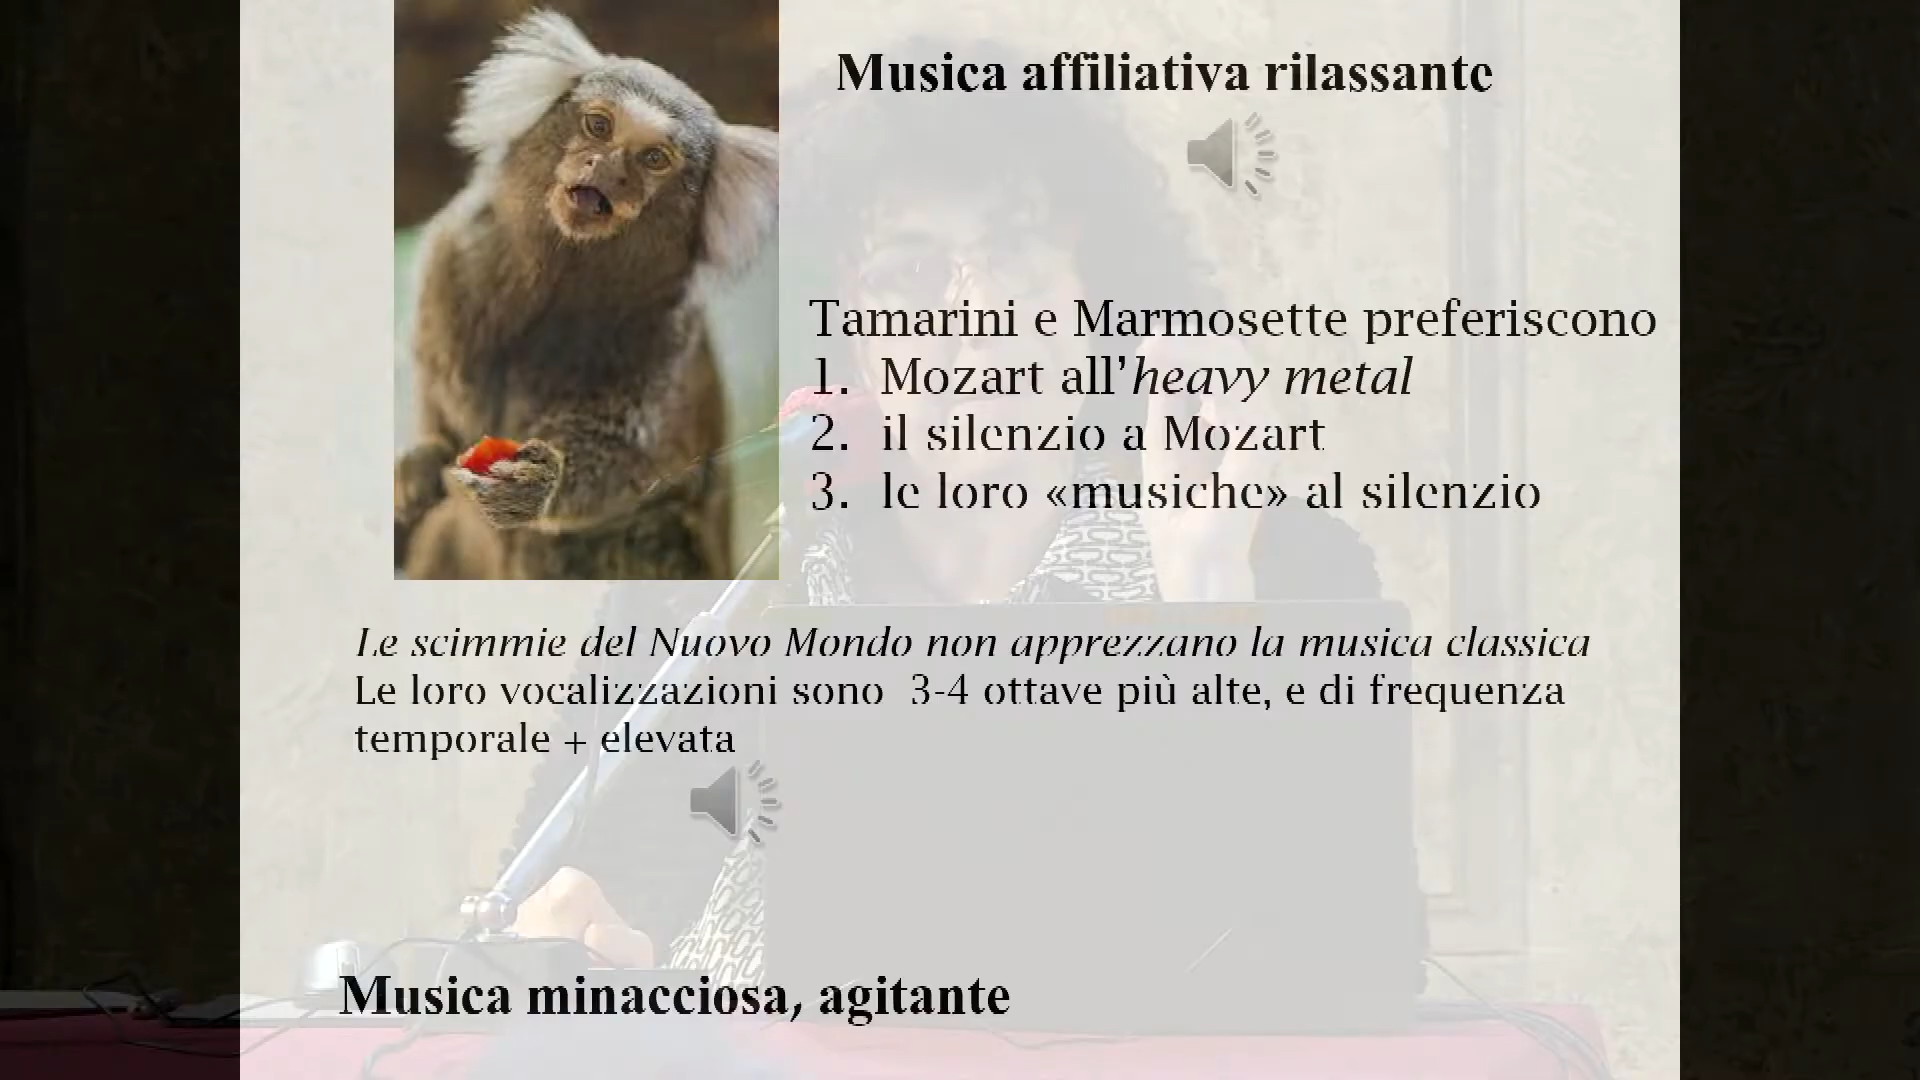 Musica affiliativa rilassante
Tamarini e Marmosette preferiscono
1. Mozart all'heavy metal
2. il silenzio a Mozart
3. le loro «musiche» al silenzio
Le scimmie del Nuovo Mondo non apprezzano la musica classica
Le loro vocalizzazioni sono 3-4 ottave più alte, e di frequenza
temporale + elevata
Musica minacciosa, agitante